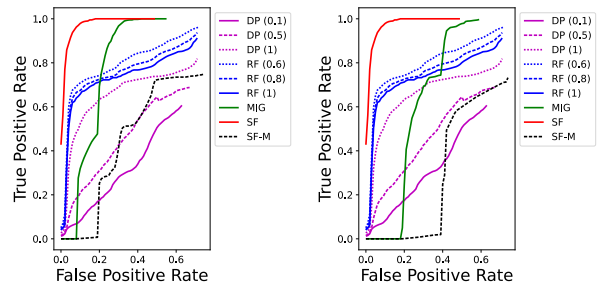 True Positive Rate
1.0
0.8
0.6
0.4
0.2
0.0
0.0 0.2 0.4 0.6
False Positive Rate
DP (0.1)
DP (0.5)
DP (1)
RF (0.6)
RF (0.8)
RF (1)
MIG
SF
SF-M
True Positive Rate
1.0
0.8
0.6
0.4
0.2
0.0
0.0 0.2 0.4 0.6
False Positive Rate
DP (0.1)
DP (0.5)
DP (1)
RF (0.6)
RF (0.8)
RF (1)
MIG
SF
SF-M